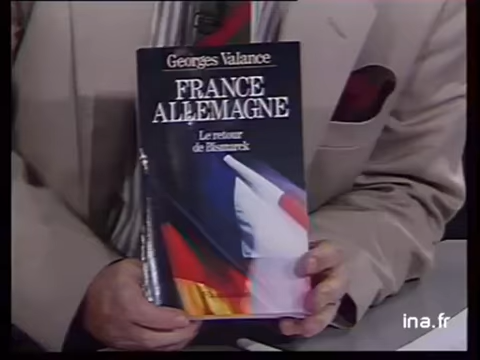 Georges Valance
FRANCE
ALLEMAGNE
Le retour
de Bismarck
ina.fr